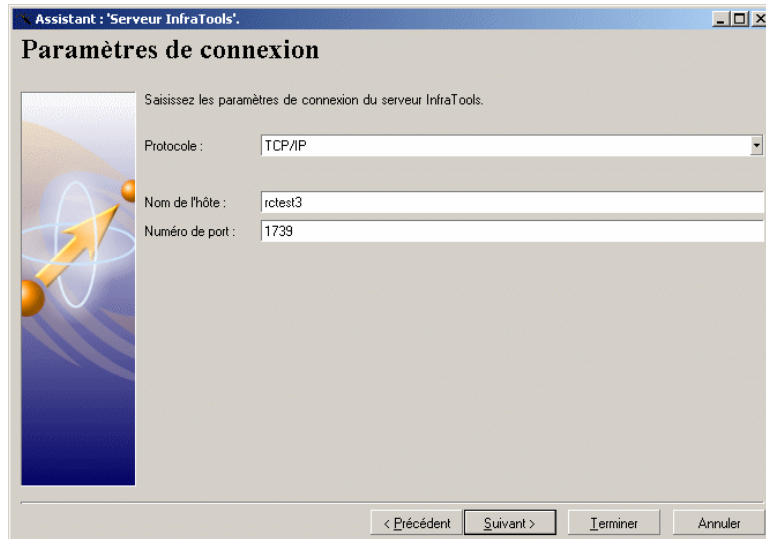 Assistant : 'Serveur InfraTools'.
Paramètres de connexion
Saisissez les paramètres de connexion du serveur InfraTools.
Protocole : TCP/IP
Nom de l'hôte : rctest3
Numéro de port : 1739
< Précédent Suivant > Terminer Annuler